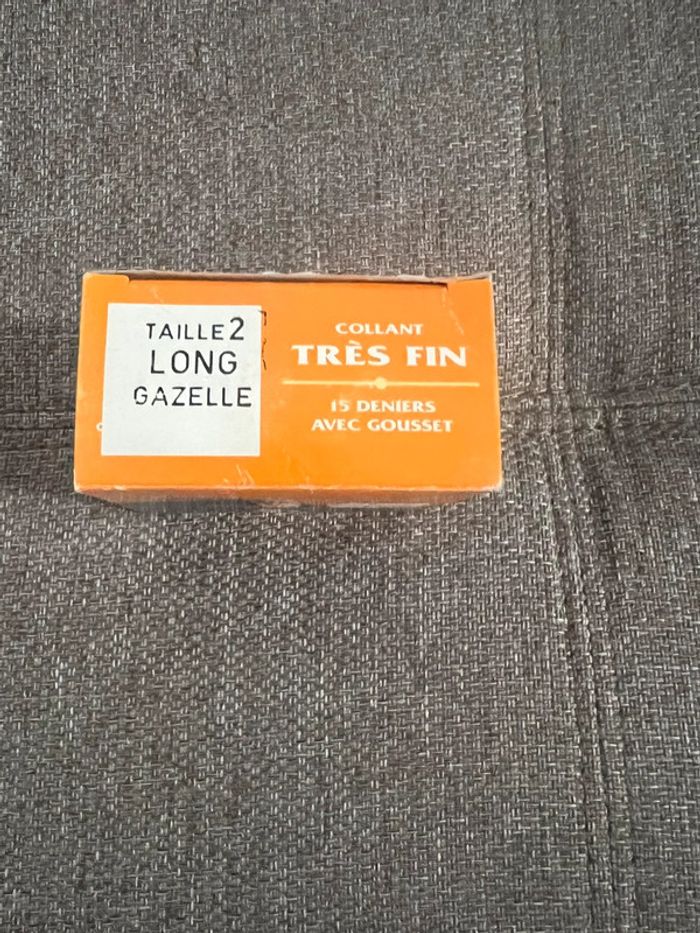 TAILLE 2
LONG
GAZELLE
COLLANT
TRÈS FIN
15 DENIERS
AVEC GOUSSET